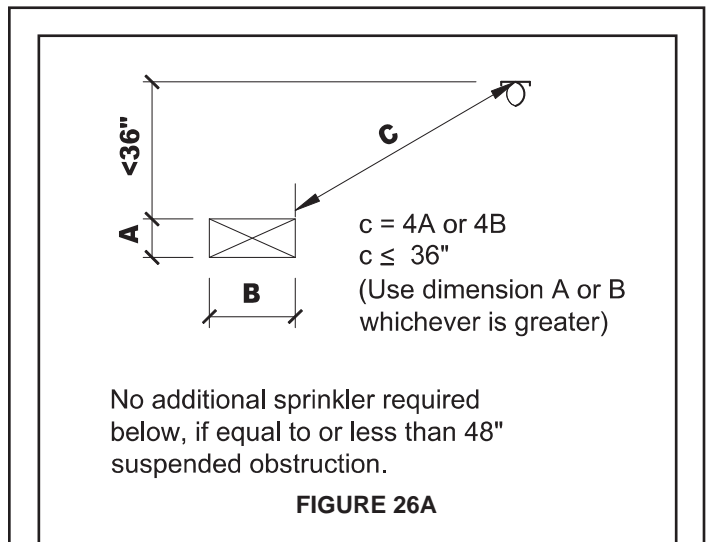 <36"
A
B
C
c = 4A or 4B
c ≤ 36"
(Use dimension A or B
whichever is greater)
No additional sprinkler required
below, if equal to or less than 48"
suspended obstruction.
FIGURE 26A